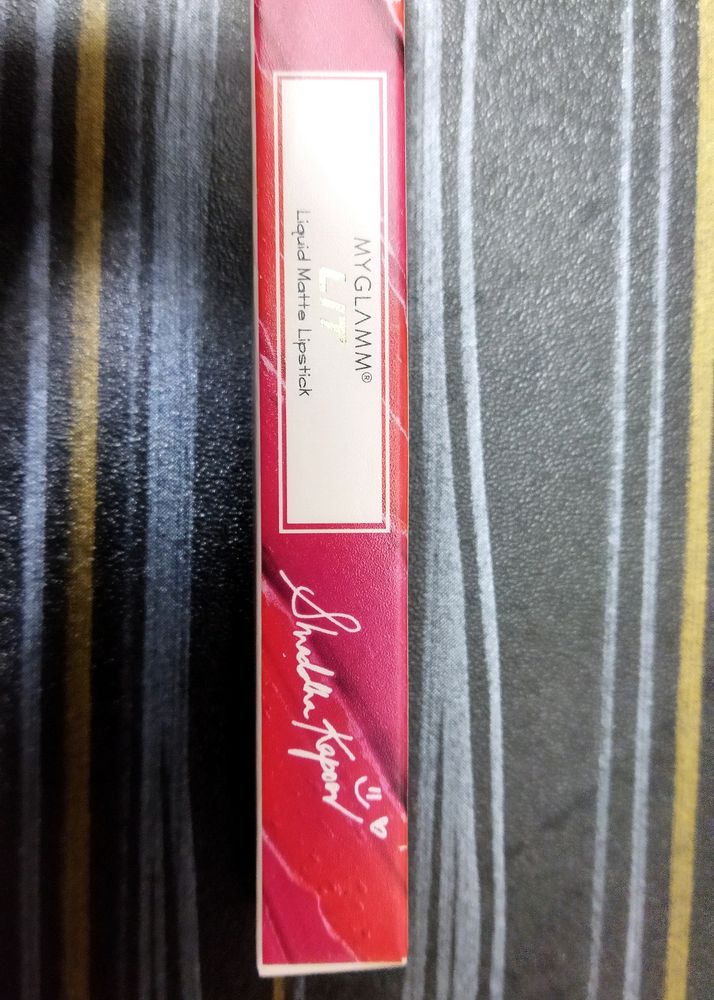 MYGLAMM®
LIT
Liquid Matte Lipstick
Shraddha Kapoor